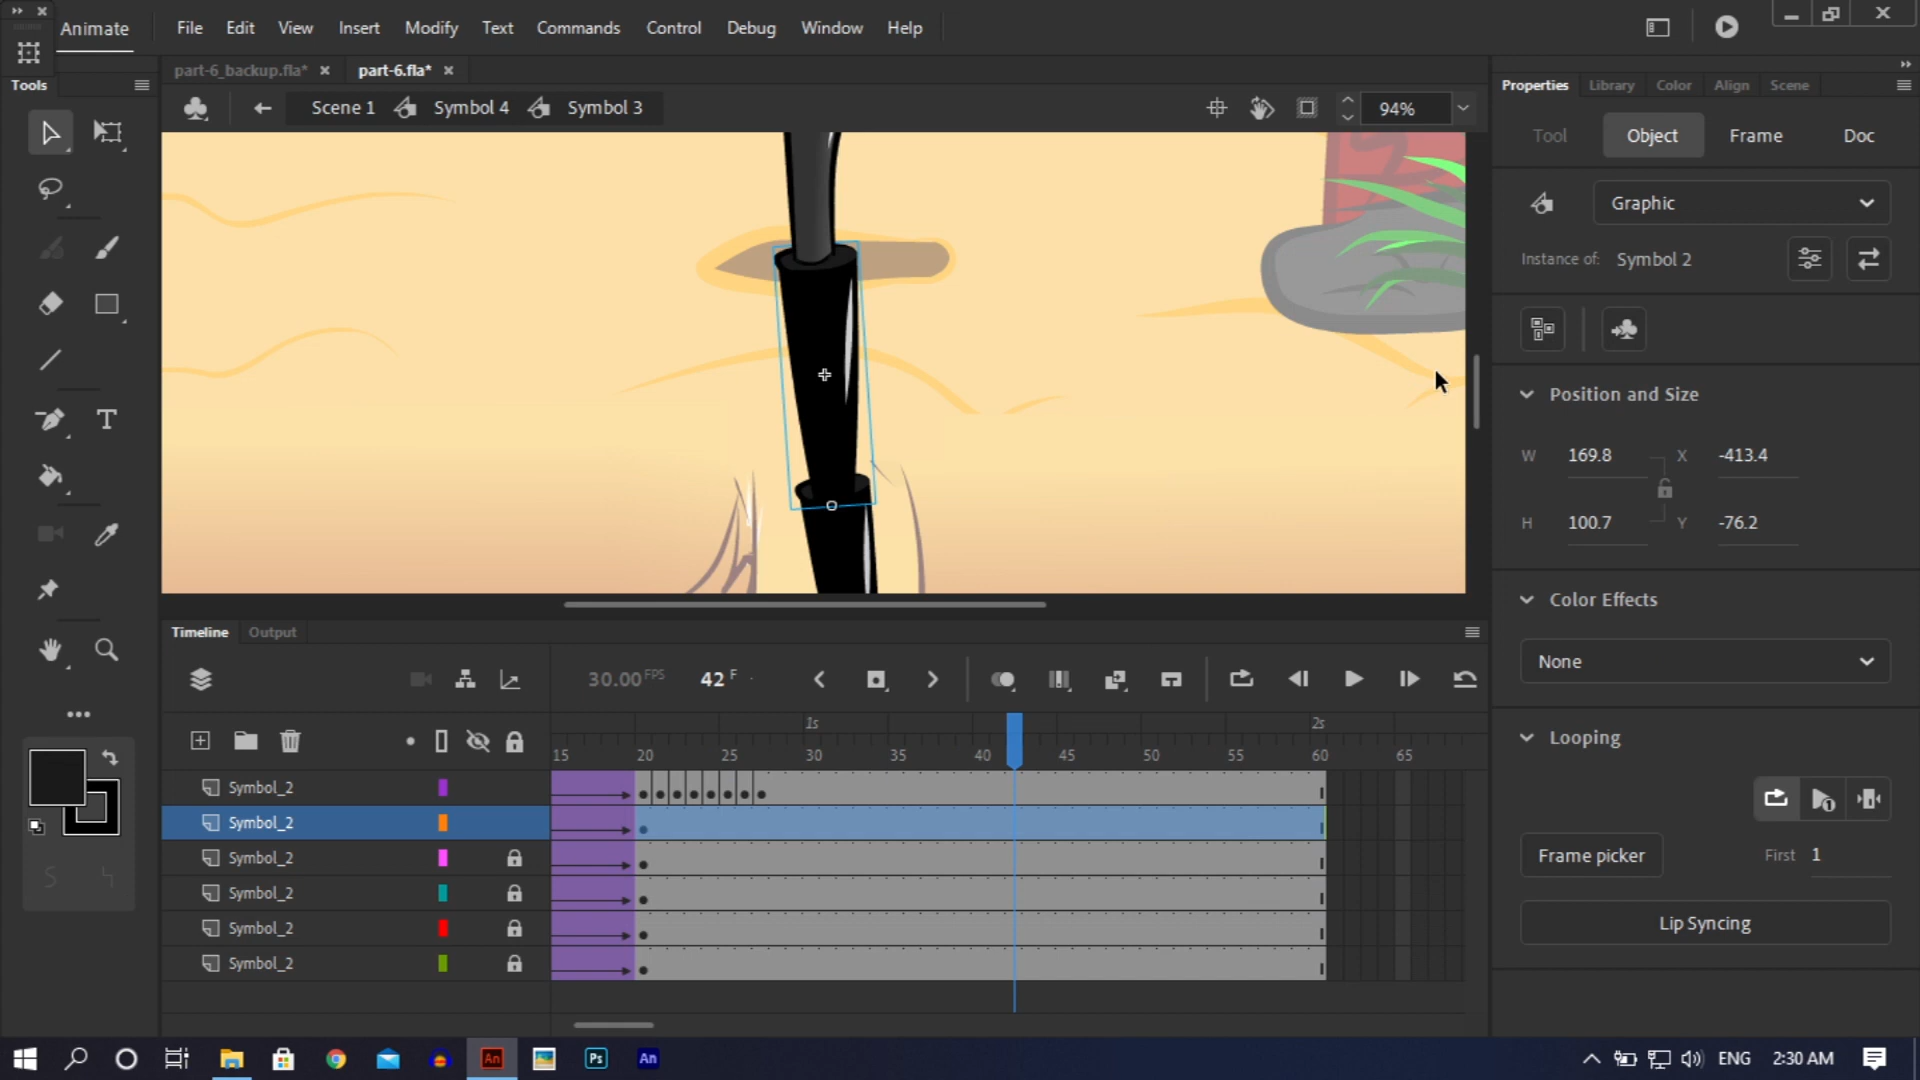 Animate File Edit View Insert Modify Text Commands Control Debug Window Help
part-6_backup.fla* part-6.fla*
Tools
Properties Library Color Align Scene
Scene 1 Symbol 4 Symbol 3 94%
Tool Object Frame Doc
Graphic
Instance of: Symbol 2
Position and Size
W 169.8 X -413.4
H 100.7 Y -76.2
Color Effects
None
Looping
Frame picker First 1
Lip Syncing
Timeline Output
30.00 FPS 42 F
1s 2s
15 20 25 30 35 40 45 50 55 60 65
Symbol_2
Symbol_2
Symbol_2
Symbol_2
Symbol_2
Symbol_2
An Ps An ENG 2:30 AM